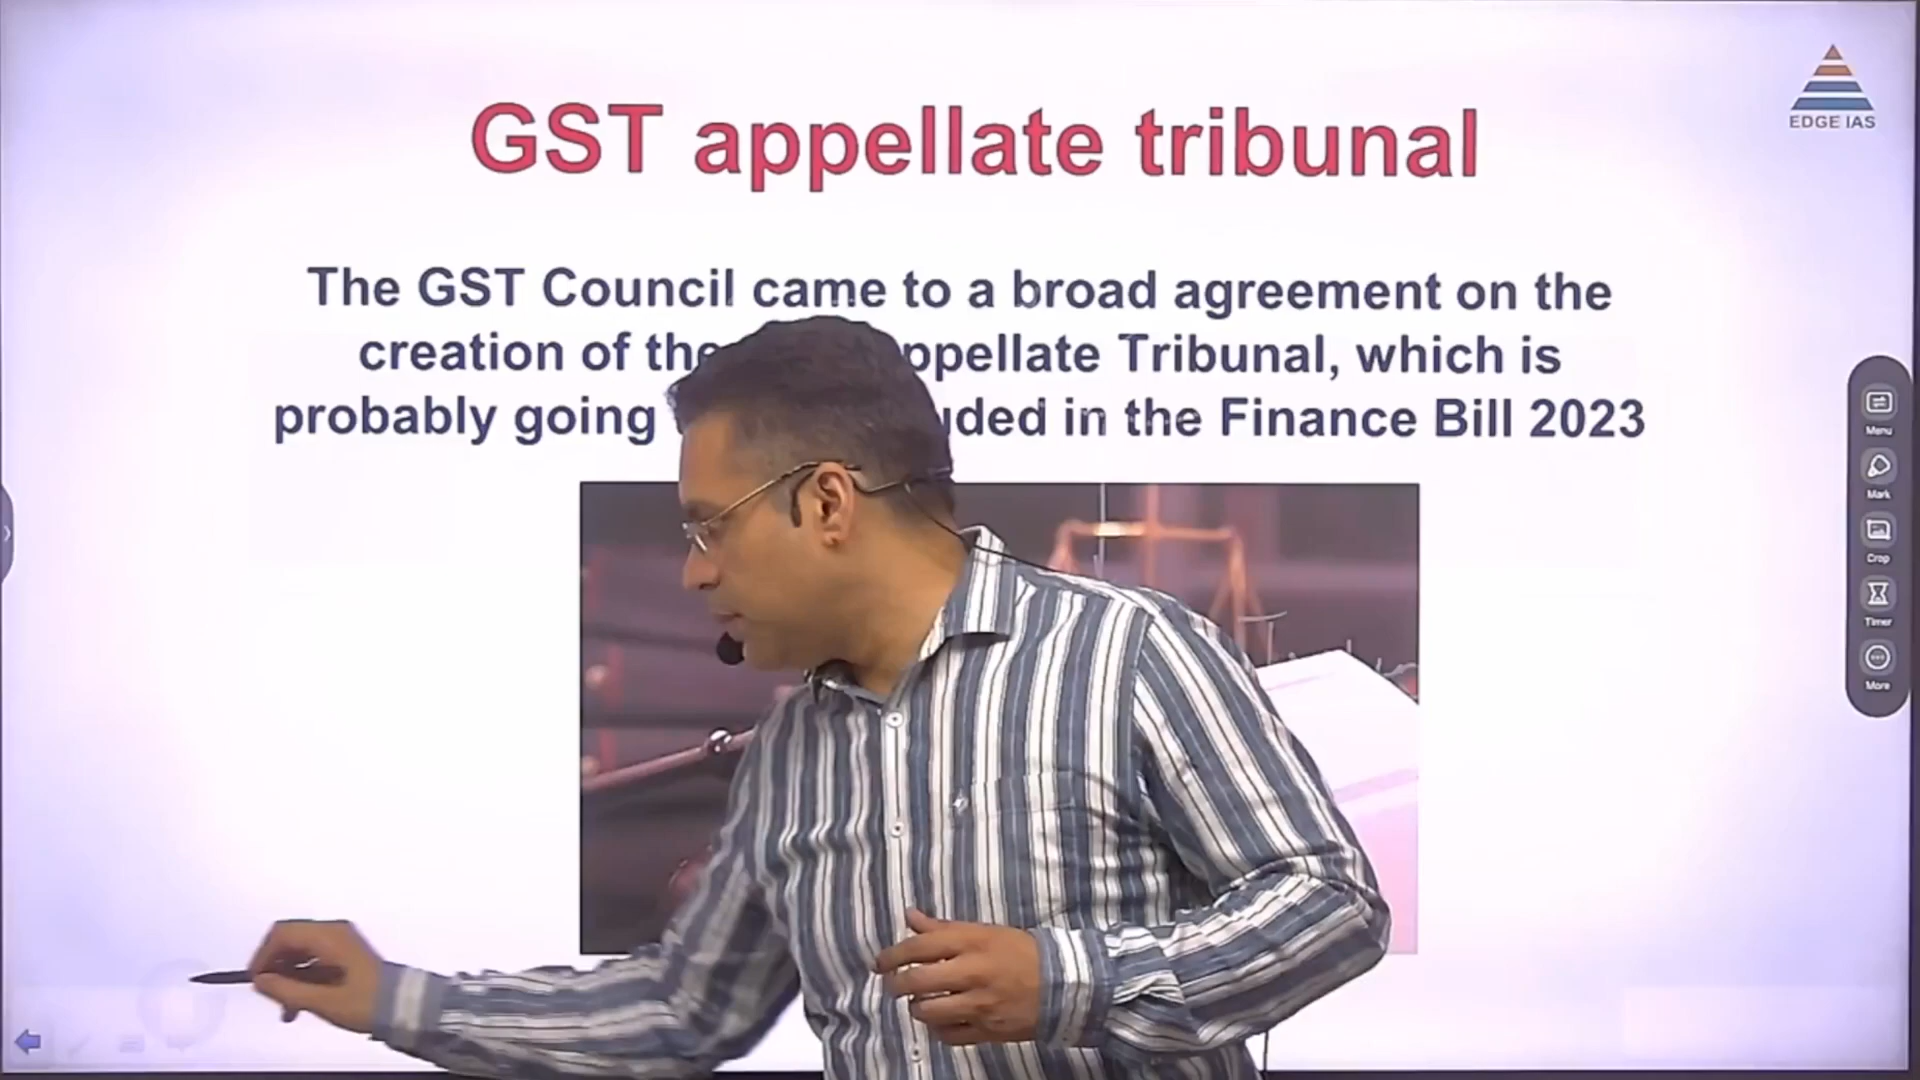 GST appellate tribunal
EDGE IAS
The GST Council came to a broad agreement on the
creation of the ppellate Tribunal, which is
probably going uded in the Finance Bill 2023
Menu
Mark
Crop
Timer
More